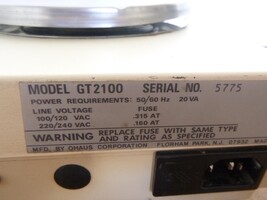 MODEL GT2100 SERIAL NO. 5775
POWER REQUIREMENTS: 50/60 Hz 20VA
LINE VOLTAGE FUSE
100/120 VAC .315 AT
220/240 VAC .160 AT
WARNING REPLACE FUSE WITH SAME TYPE
AND RATING AS SPECIFIED
MFG. BY OHAUS CORPORATION FLORHAM PARK, N.J. 07932